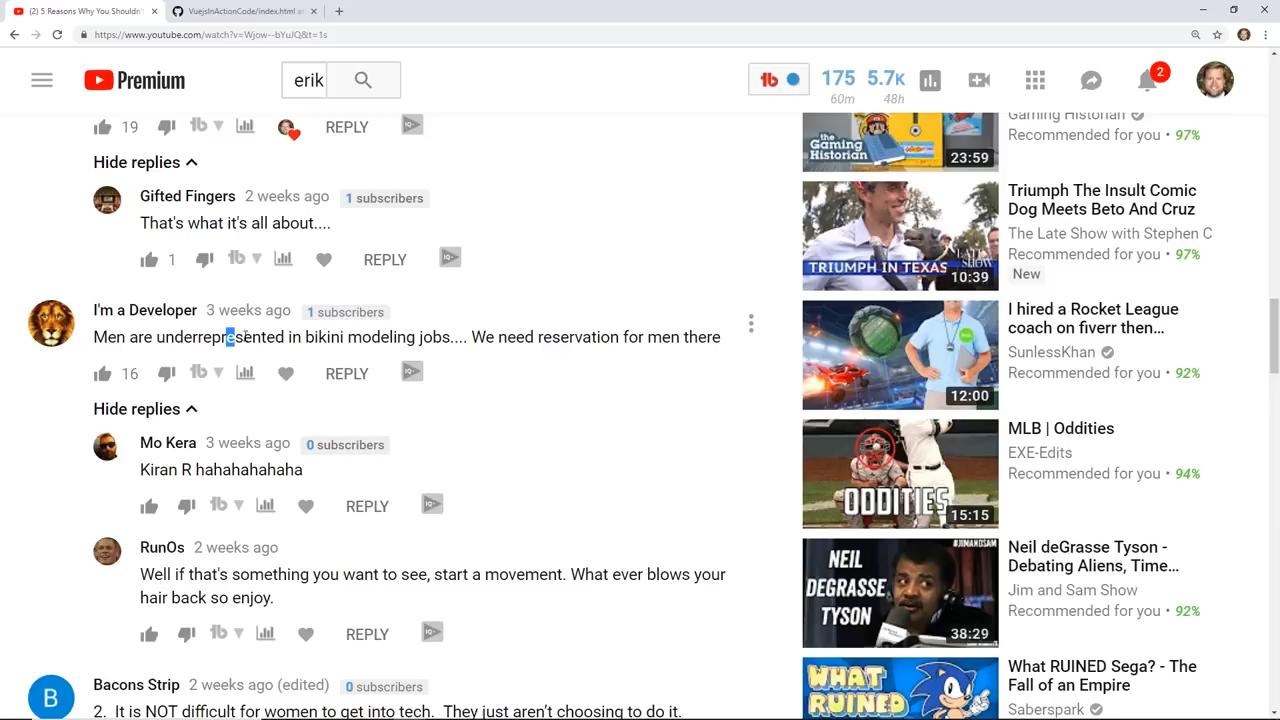 (2) 5 Reasons Why You Shouldn'
VuejsInActionCode/index.html at
https://www.youtube.com/watch?v=Wjow--bYuJQ&t=1s
Premium
erik
175
60m
5.7K
48h
2
19
REPLY
Hide replies
Gifted Fingers 2 weeks ago 1 subscribers
That's what it's all about....
1
REPLY
I'm a Developer 3 weeks ago 1 subscribers
Men are underrepresented in bikini modeling jobs.... We need reservation for men there
16
REPLY
Hide replies
Mo Kera 3 weeks ago 0 subscribers
Kiran R hahahahahaha
REPLY
RunOs 2 weeks ago
Well if that's something you want to see, start a movement. What ever blows your
hair back so enjoy.
REPLY
B
Bacons Strip 2 weeks ago (edited) 0 subscribers
2. It is NOT difficult for women to get into tech. They just aren't choosing to do it.
the Gaming
Historian
23:59
Gaming Historian
Recommended for you • 97%
TRIUMPH IN TEXAS
LATE SHOW
10:39
Triumph The Insult Comic
Dog Meets Beto And Cruz
The Late Show with Stephen C
Recommended for you • 97%
New
12:00
I hired a Rocket League
coach on fiverr then...
SunlessKhan
Recommended for you • 92%
ODDITIES
15:15
MLB | Oddities
EXE-Edits
Recommended for you • 94%
#JIMANDSAM
NEIL
DEGRASSE
TYSON
38:29
Neil deGrasse Tyson -
Debating Aliens, Time...
Jim and Sam Show
Recommended for you • 92%
WHAT
RUINED
What RUINED Sega? - The
Fall of an Empire
Saberspark